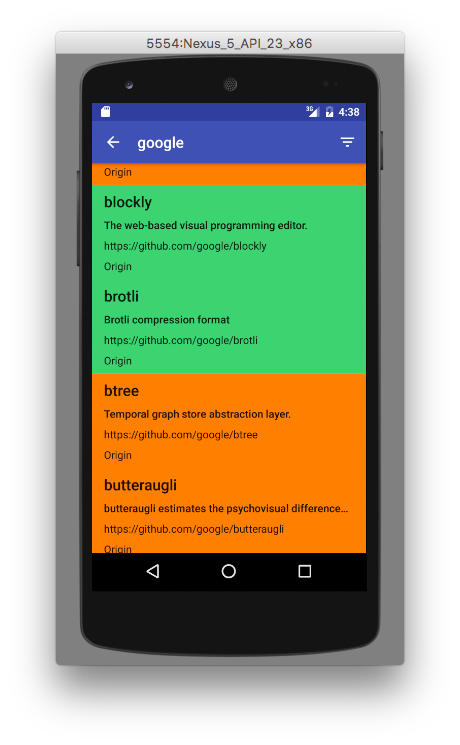 5554:Nexus_5_API_23_x86
3G 4:38
google
Origin
blockly
The web-based visual programming editor.
https://github.com/google/blockly
Origin
brotli
Brotli compression format
https://github.com/google/brotli
Origin
btree
Temporal graph store abstraction layer.
https://github.com/google/btree
Origin
butteraugli
butteraugli estimates the psychovisual difference...
https://github.com/google/butteraugli
Origin